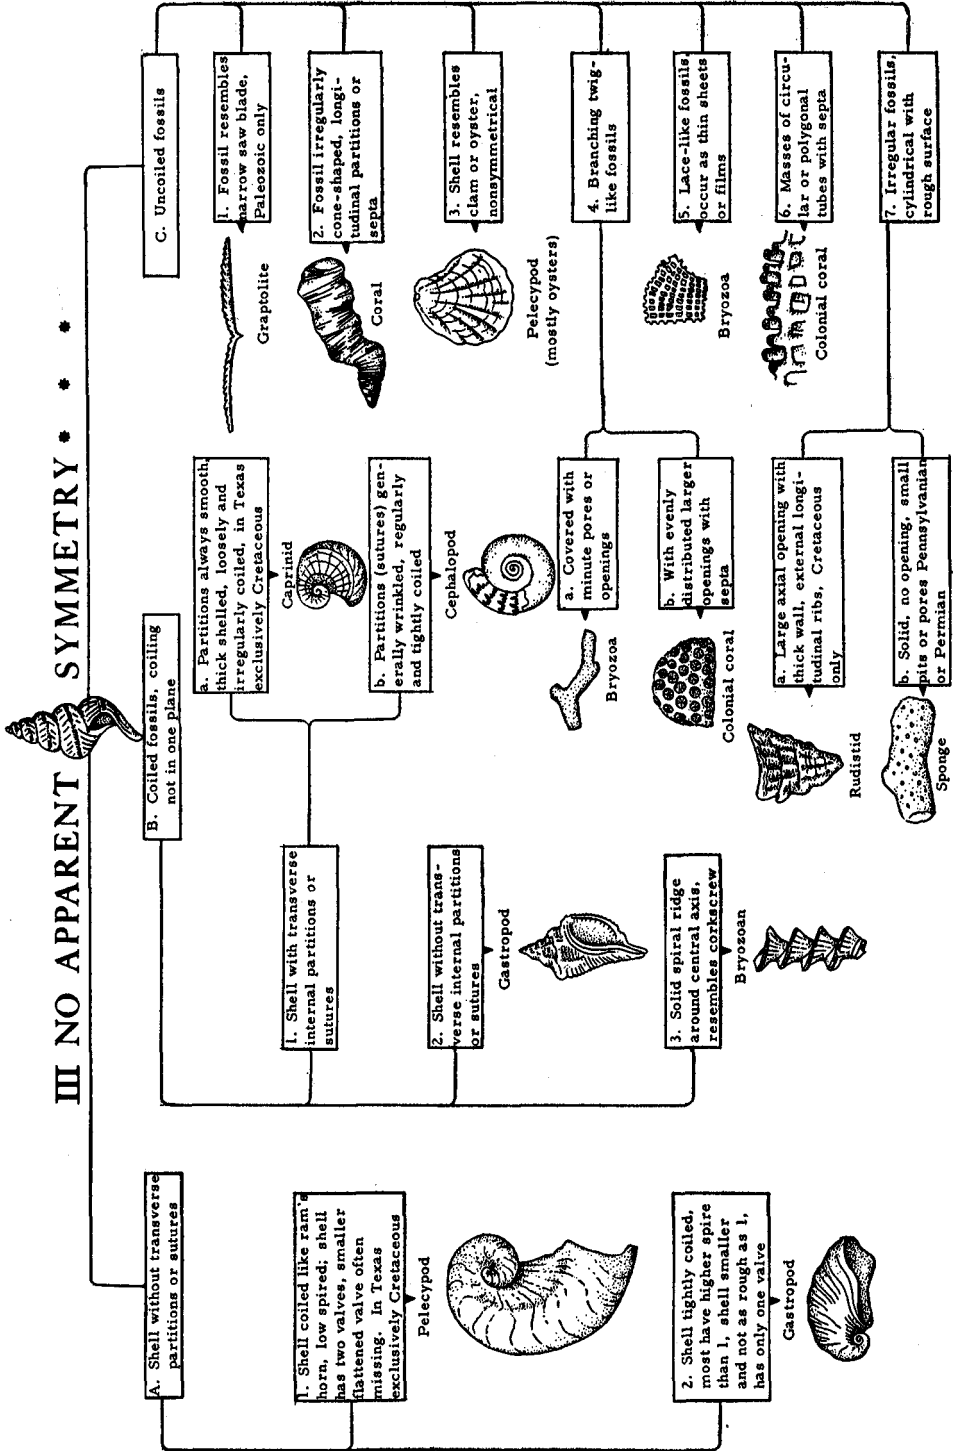 III NO APPARENT SYMMETRY * * *
A. Shell without transverse
partitions or sutures
1. Shell coiled like ram's
horn, low spired; shell
has two valves, smaller
flattened valve often
missing. In Texas
exclusively Cretaceous
Pelecypod
2. Shell tightly coiled,
most have higher spire
than 1, shell smaller
and not as rough as 1,
has only one valve
Gastropod
B. Coiled fossils, coiling
not in one plane
1. Shell with transverse
internal partitions or
sutures
a. Partitions always smooth,
thick shelled, loosely and
irregularly coiled, in Texas
exclusively Cretaceous
Caprinid
b. Partitions (sutures) gen-
erally wrinkled, regularly
and tightly coiled
Cephalopod
2. Shell without trans-
verse internal partitions
or sutures
Gastropod
3. Solid spiral ridge
around central axis,
resembles corkscrew
Bryozoan
C. Uncoiled fossils
1. Fossil resembles
narrow saw blade,
Paleozoic only
Graptolite
2. Fossil irregularly
cone-shaped, longi-
tudinal partitions or
septa
Coral
3. Shell resembles
clam or oyster,
nonsymmetrical
Pelecypod
(mostly oysters)
4. Branching twig-
like fossils
a. Covered with
minute pores or
openings
Bryozoa
b. With evenly
distributed larger
openings with
septa
Colonial coral
5. Lace-like fossils,
occur as thin sheets
or films
Bryozoa
6. Masses of circu-
lar or polygonal
tubes with septa
Colonial coral
7. Irregular fossils,
cylindrical with
rough surface
a. Large axial opening with
thick wall, external longi-
tudinal ribs, Cretaceous
only
Rudistid
b. Solid, no opening, small
pits or pores Pennsylvanian
or Permian
Sponge